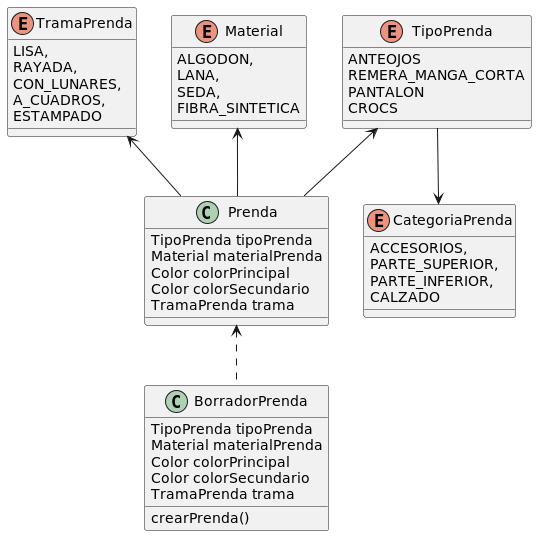 E TramaPrenda
LISA,
RAYADA,
CON_LUNARES,
A_CUADROS,
ESTAMPADO
E Material
ALGODON,
LANA,
SEDA,
FIBRA_SINTETICA
E TipoPrenda
ANTEOJOS
REMERA_MANGA_CORTA
PANTALON
CROCS
C Prenda
TipoPrenda tipoPrenda
Material materialPrenda
Color colorPrincipal
Color colorSecundario
TramaPrenda trama
E CategoriaPrenda
ACCESORIOS,
PARTE_SUPERIOR,
PARTE_INFERIOR,
CALZADO
C BorradorPrenda
TipoPrenda tipoPrenda
Material materialPrenda
Color colorPrincipal
Color colorSecundario
TramaPrenda trama
crearPrenda()